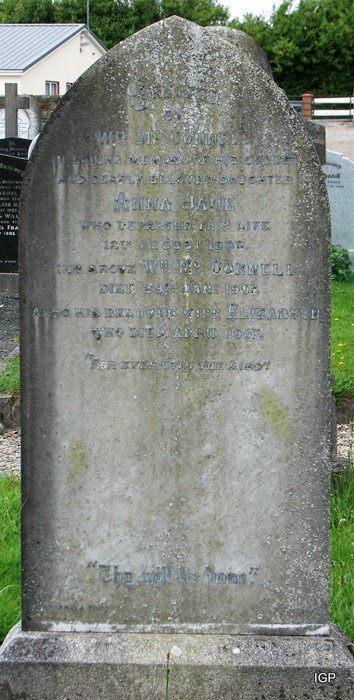 Erected
BY
Wm Mc CONNELL
IN LOVING MEMORY OF HIS ELDEST
AND DEARLY BELOVED DAUGHTER
ANNA JANE
WHO DEPARTED THIS LIFE
12TH AUGUST
THE ABOVE Wm Mc CONNELL
DIED JANY
ALSO HIS BELOVED WIFE ELIZABETH
WHO DIED APRIL
"FOR EVER WITH THE LORD"
"Thy will be done."
IGP